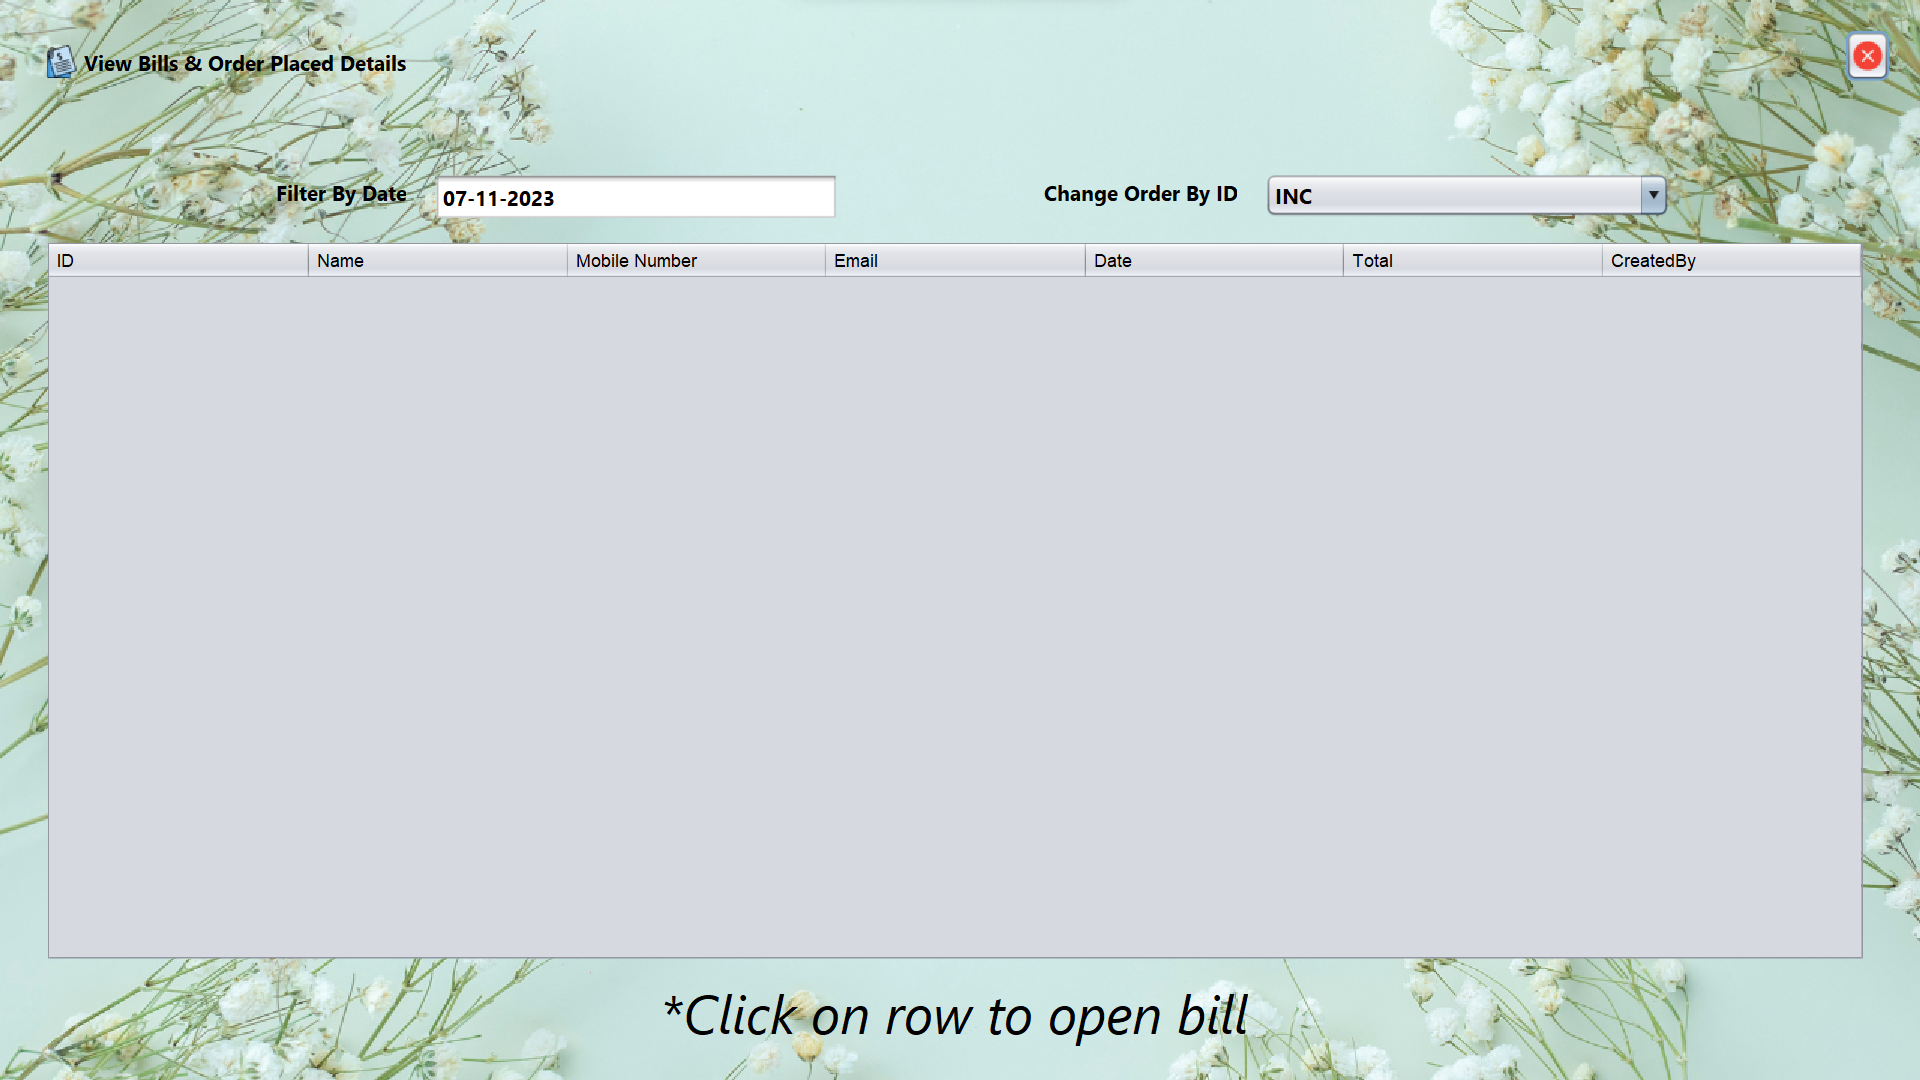 View Bills & Order Placed Details
Filter By Date 07-11-2023 Change Order By ID INC
ID Name Mobile Number Email Date Total CreatedBy
*Click on row to open bill